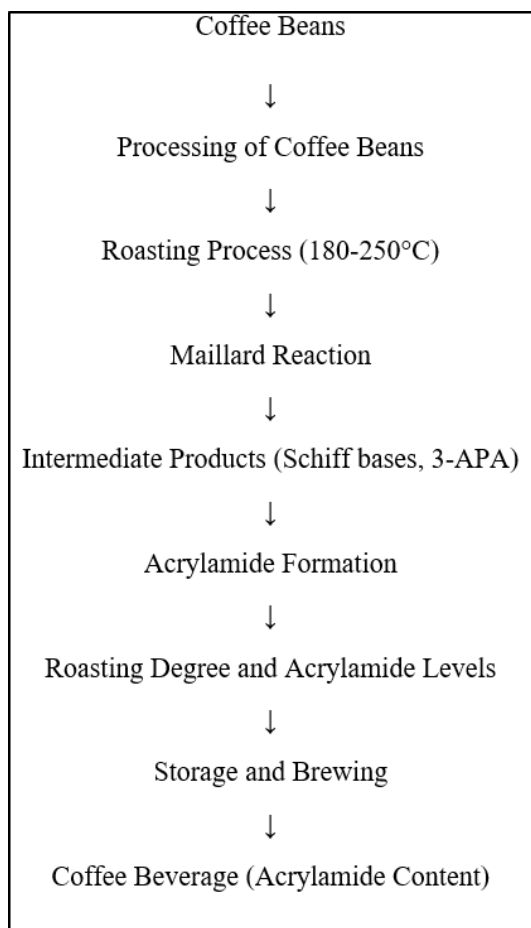 Coffee Beans
↓
Processing of Coffee Beans
↓
Roasting Process (180-250°C)
↓
Maillard Reaction
↓
Intermediate Products (Schiff bases, 3-APA)
↓
Acrylamide Formation
↓
Roasting Degree and Acrylamide Levels
↓
Storage and Brewing
↓
Coffee Beverage (Acrylamide Content)